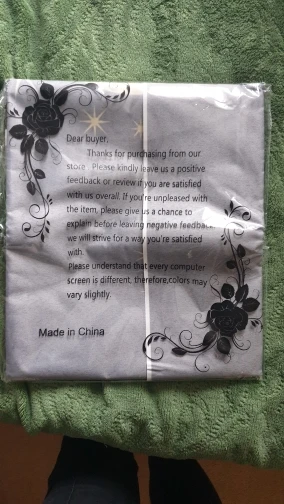 Dear buyer:
Thanks for purchasing from our
store . Please kindly leave us a positive
feedback or review if you are satisfied
with us overall. If you're unpleased with
the item, please give us a chance to
explain before leaving negative feedback.
we will strive for a way you're satisfied
with.
Please understand that every computer
screen is different, therefore,colors may
vary slightly.
Made in China